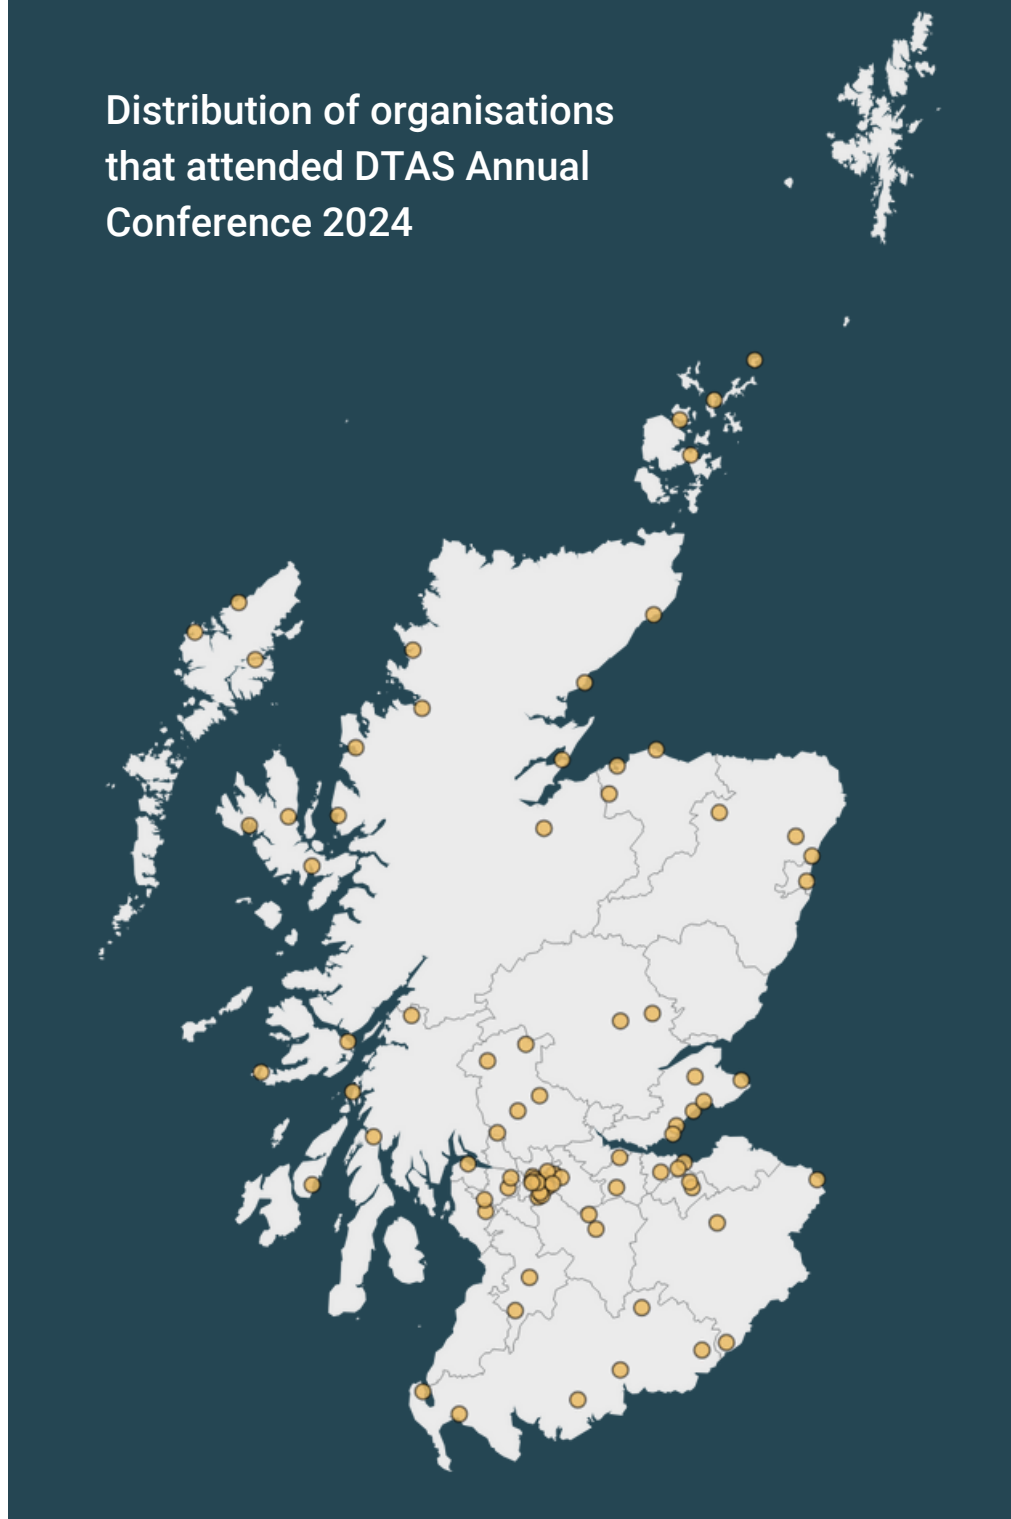 Distribution of organisations
that attended DTAS Annual
Conference 2024